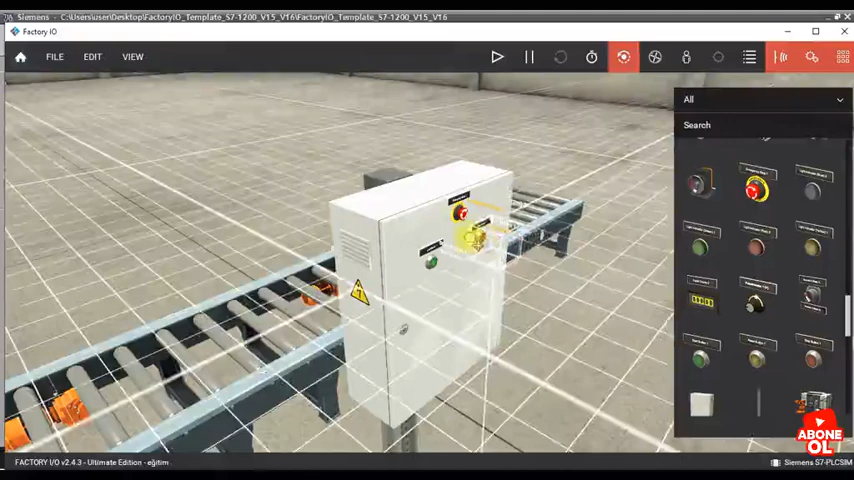 Siemens - C:\Users\user\Desktop\FactoryIO_Template_S7-1200_V15_V16\FactoryIO_Template_S7-1200_V15_V16
Factory IO
FILE EDIT VIEW
All
Search
ABONE
OL
FACTORY I/O v2.4.3 - Ultimate Edition - eğitim
Siemens S7-PLCSIM